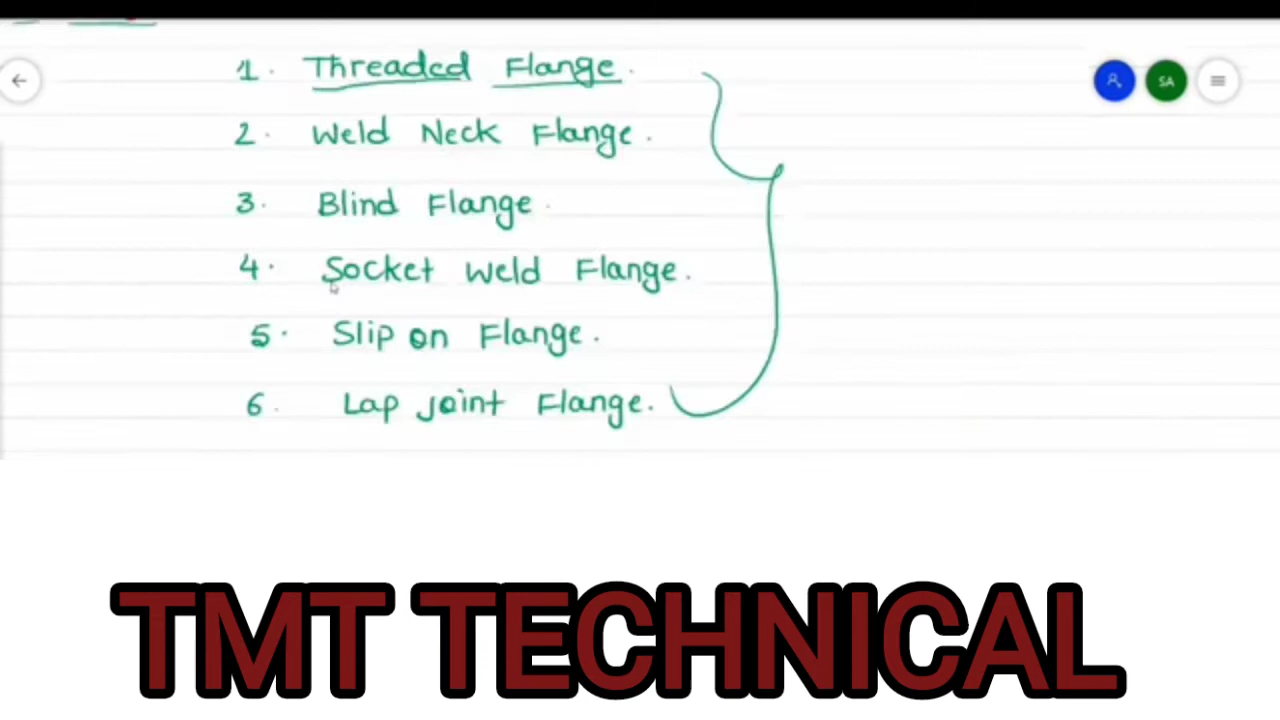 1. Threaded Flange.
2. Weld Neck Flange.
3. Blind Flange.
4. Socket Weld Flange.
5. Slip on Flange.
6. Lap joint Flange.
SA
TMT TECHNICAL